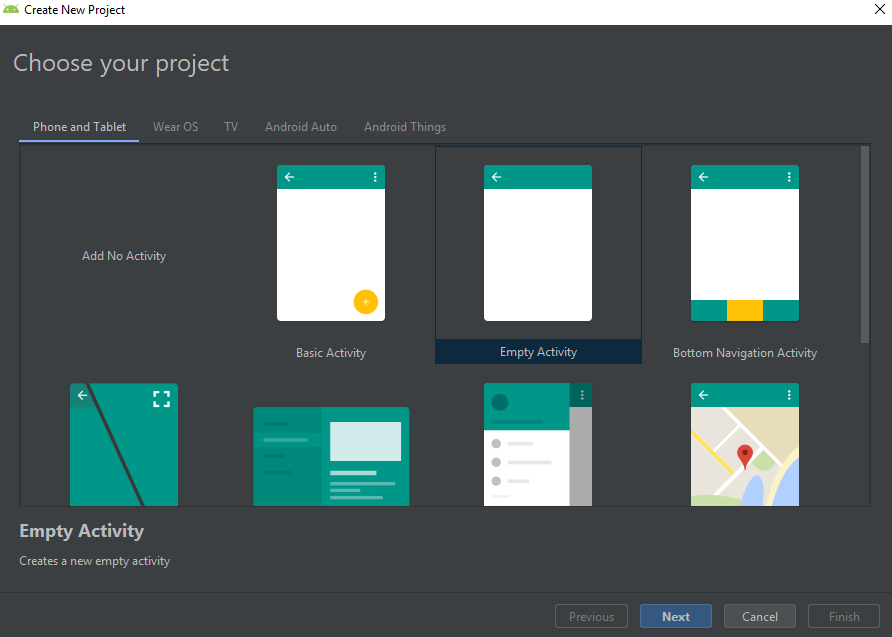 Create New Project
Choose your project
Phone and Tablet Wear OS TV Android Auto Android Things
Add No Activity
Basic Activity
Empty Activity
Bottom Navigation Activity
Empty Activity
Creates a new empty activity
Previous Next Cancel Finish